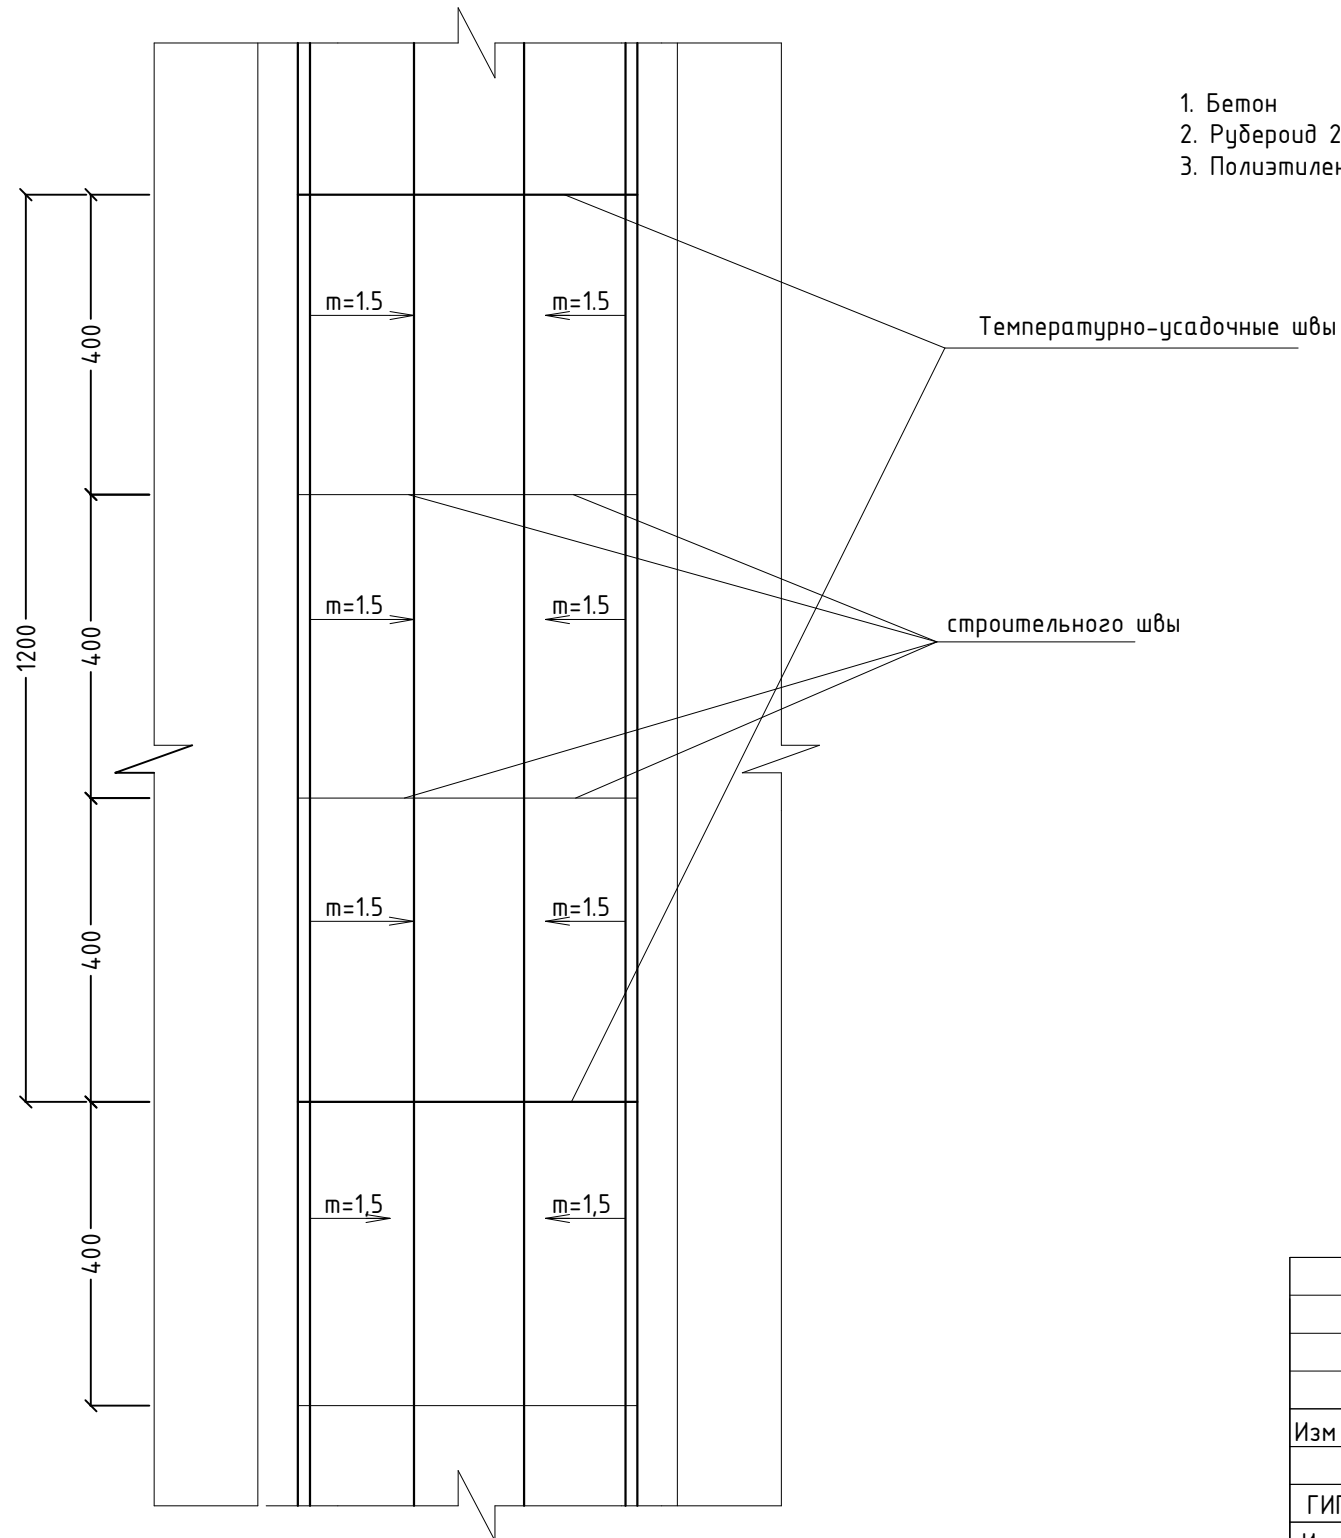 1. Бетон
2. Рубероид 2
3. Полиэтилен
400
m=1.5 m=1.5
Температурно-усадочные швы
1200
400
m=1.5 m=1.5
строительного швы
400
m=1.5 m=1.5
400
m=1,5 m=1,5
Изм